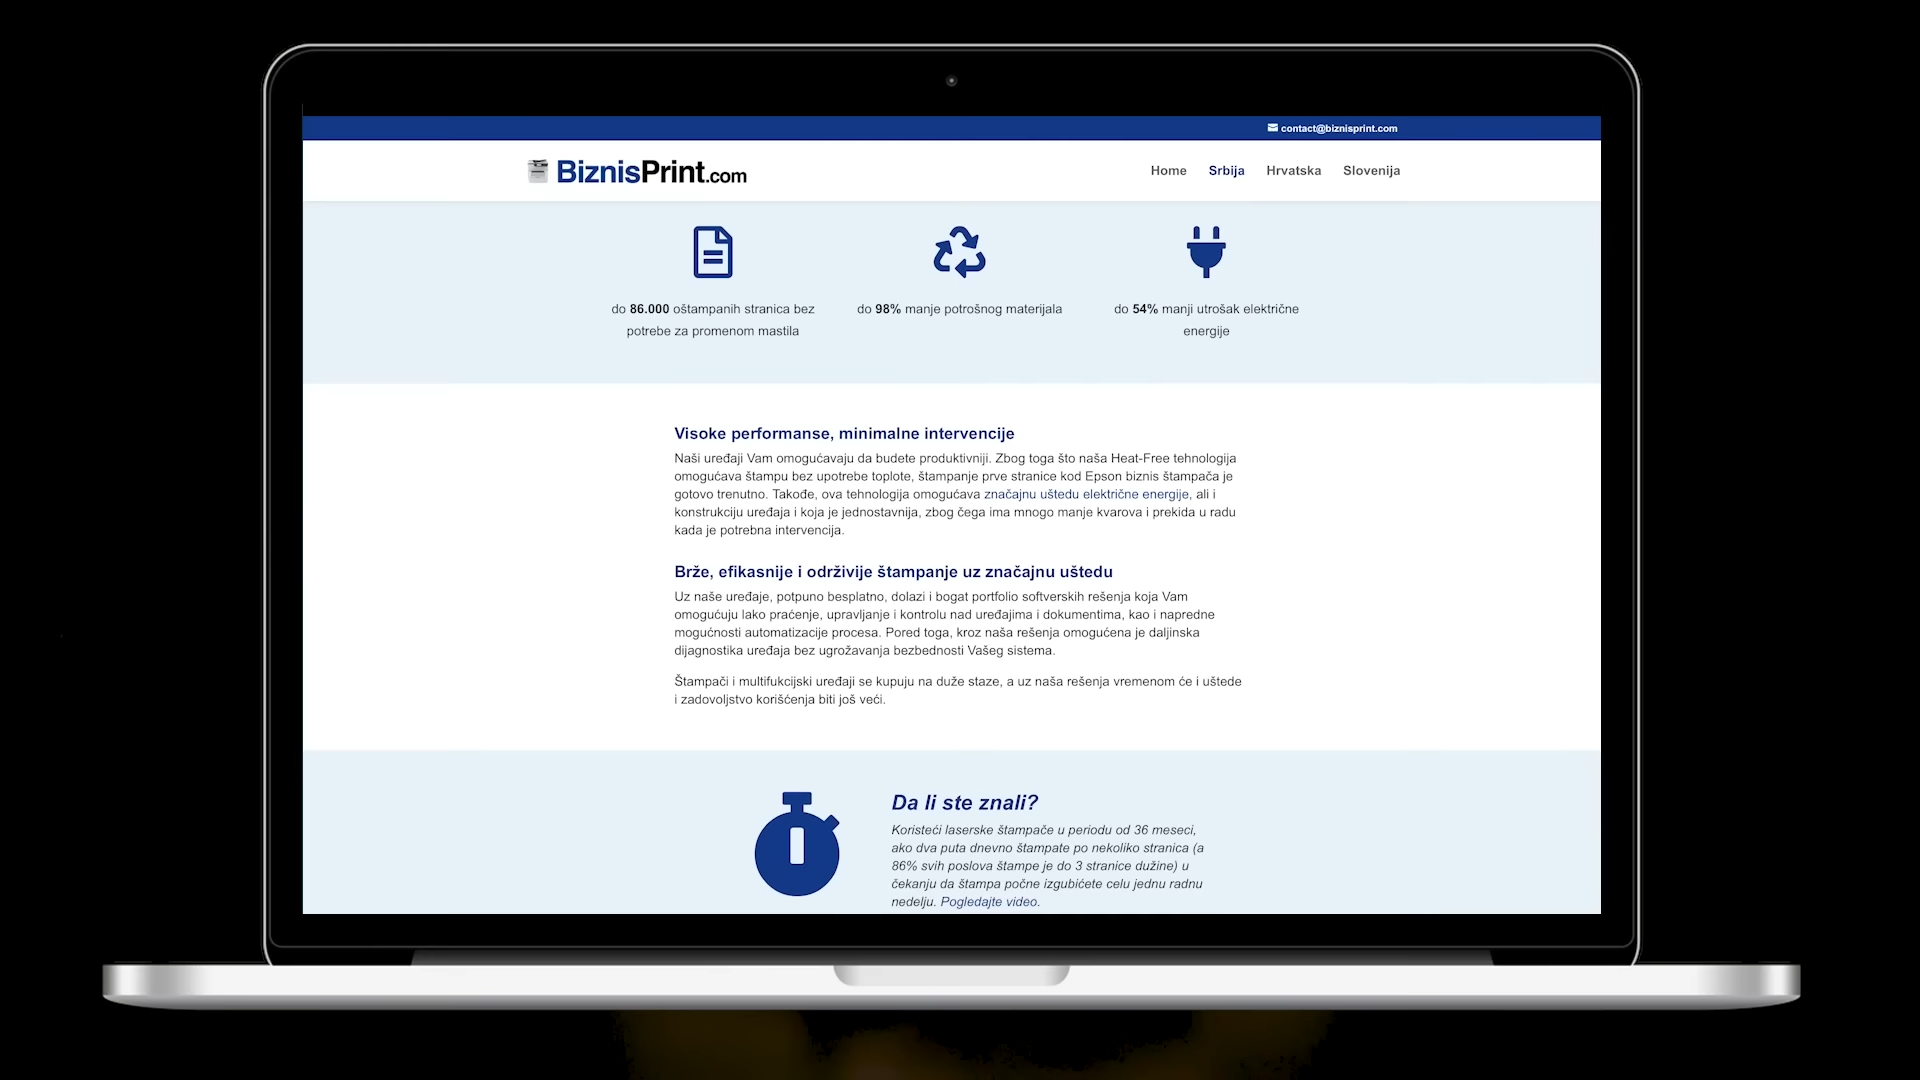 contact@biznisprint.com
BiznisPrint.com
Home Srbija Hrvatska Slovenija
do 86.000 oštampanih stranica bez
potrebe za promenom mastila
do 98% manje potrošnog materijala
do 54% manji utrošak električne
energije
Visoke performanse, minimalne intervencije
Naši uređaji Vam omogućavaju da budete produktivniji. Zbog toga što naša Heat-Free tehnologija
omogućava štampu bez upotrebe toplote, štampanje prve stranice kod Epson biznis štampača je
gotovo trenutno. Takođe, ova tehnologija omogućava značajnu uštedu električne energije, ali i
konstrukciju uređaja i koja je jednostavnija, zbog čega ima mnogo manje kvarova i prekida u radu
kada je potrebna intervencija.
Brže, efikasnije i održivije štampanje uz značajnu uštedu
Uz naše uređaje, potpuno besplatno, dolazi i bogat portfolio softverskih rešenja koja Vam
omogućuju lako praćenje, upravljanje i kontrolu nad uređajima i dokumentima, kao i napredne
mogućnosti automatizacije procesa. Pored toga, kroz naša rešenja omogućena je daljinska
dijagnostika uređaja bez ugrožavanja bezbednosti Vašeg sistema.
Štampači i multifukcijski uređaji se kupuju na duže staze, a uz naša rešenja vremenom će i uštede
i zadovoljstvo korišćenja biti još veći.
Da li ste znali?
Koristeći laserske štampače u periodu od 36 meseci,
ako dva puta dnevno štampate po nekoliko stranica (a
86% svih poslova štampe je do 3 stranice dužine) u
čekanju da štampa počne izgubićete celu jednu radnu
nedelju. Pogledajte video.